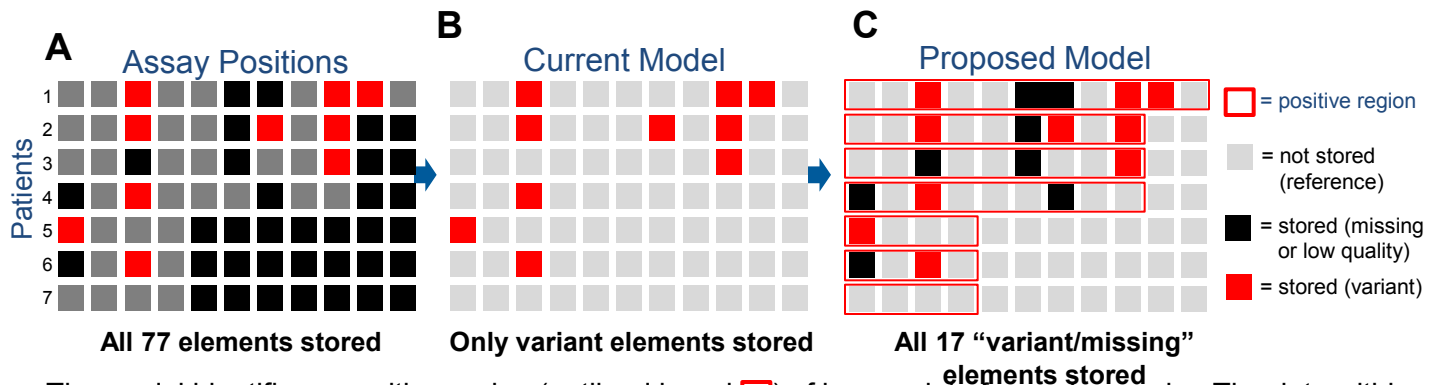 A
B
C
Assay Positions
Current Model
Proposed Model
Patients
1
2
3
4
5
6
7
= positive region
= not stored
(reference)
= stored (missing
or low quality)
= stored (variant)
All 77 elements stored
Only variant elements stored
All 17 “variant/missing”
elements stored